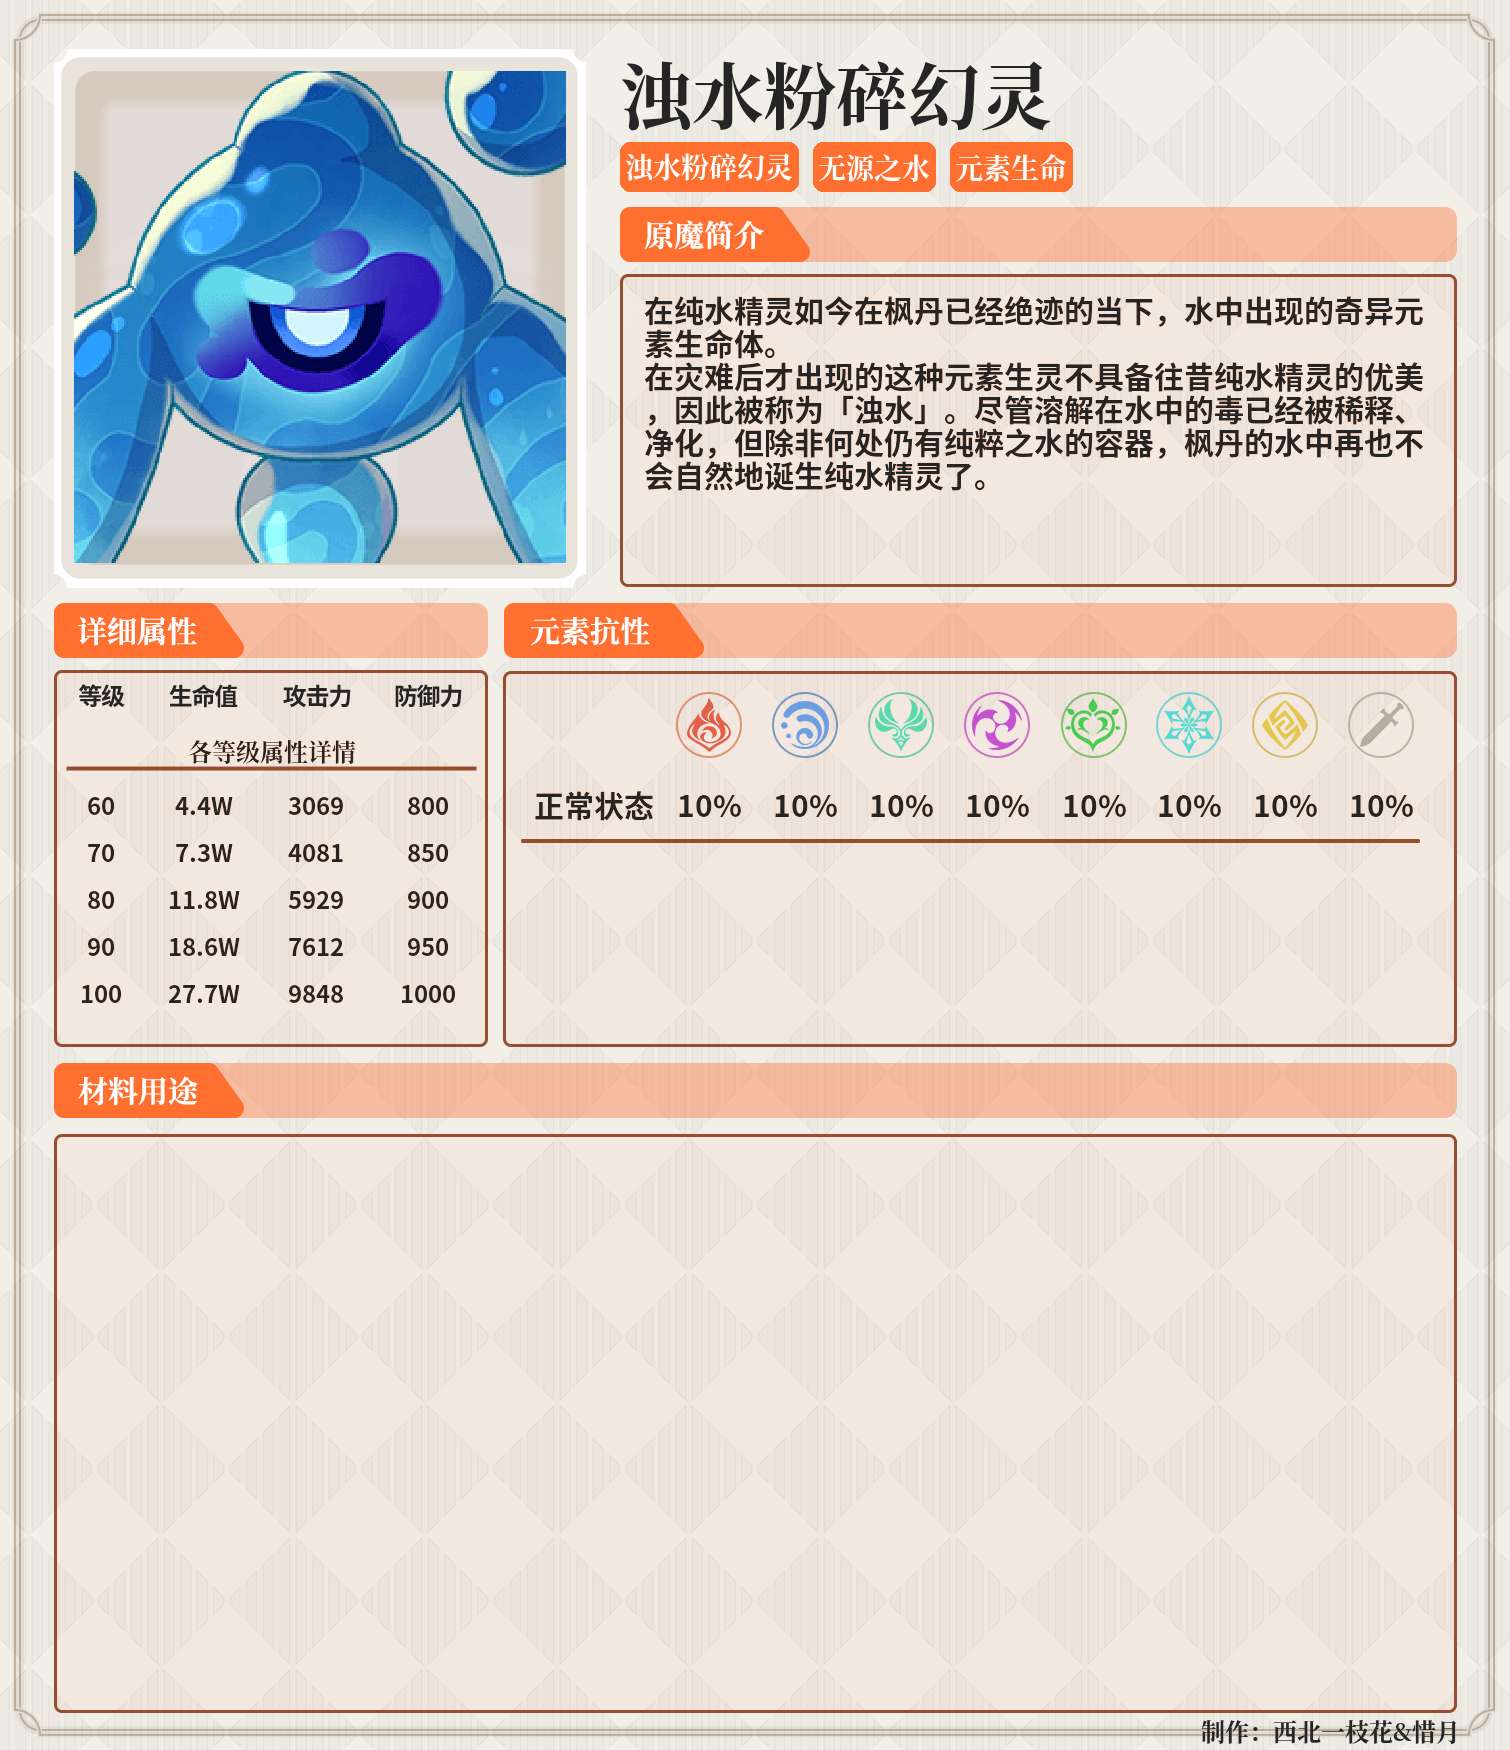 浊水粉碎幻灵
浊水粉碎幻灵 无源之水 元素生命
原魔简介
在纯水精灵如今在枫丹已经绝迹的当下，水中出现的奇异元
素生命体。
在灾难后才出现的这种元素生灵不具备往昔纯水精灵的优美
，因此被称为「浊水」。尽管溶解在水中的毒已经被稀释、
净化，但除非何处仍有纯粹之水的容器，枫丹的水中再也不
会自然地诞生纯水精灵了。
详细属性
等级 生命值 攻击力 防御力
各等级属性详情
60 4.4W 3069 800
70 7.3W 4081 850
80 11.8W 5929 900
90 18.6W 7612 950
100 27.7W 9848 1000
元素抗性
正常状态 10% 10% 10% 10% 10% 10% 10% 10%
材料用途
制作：西北一枝花&惜月